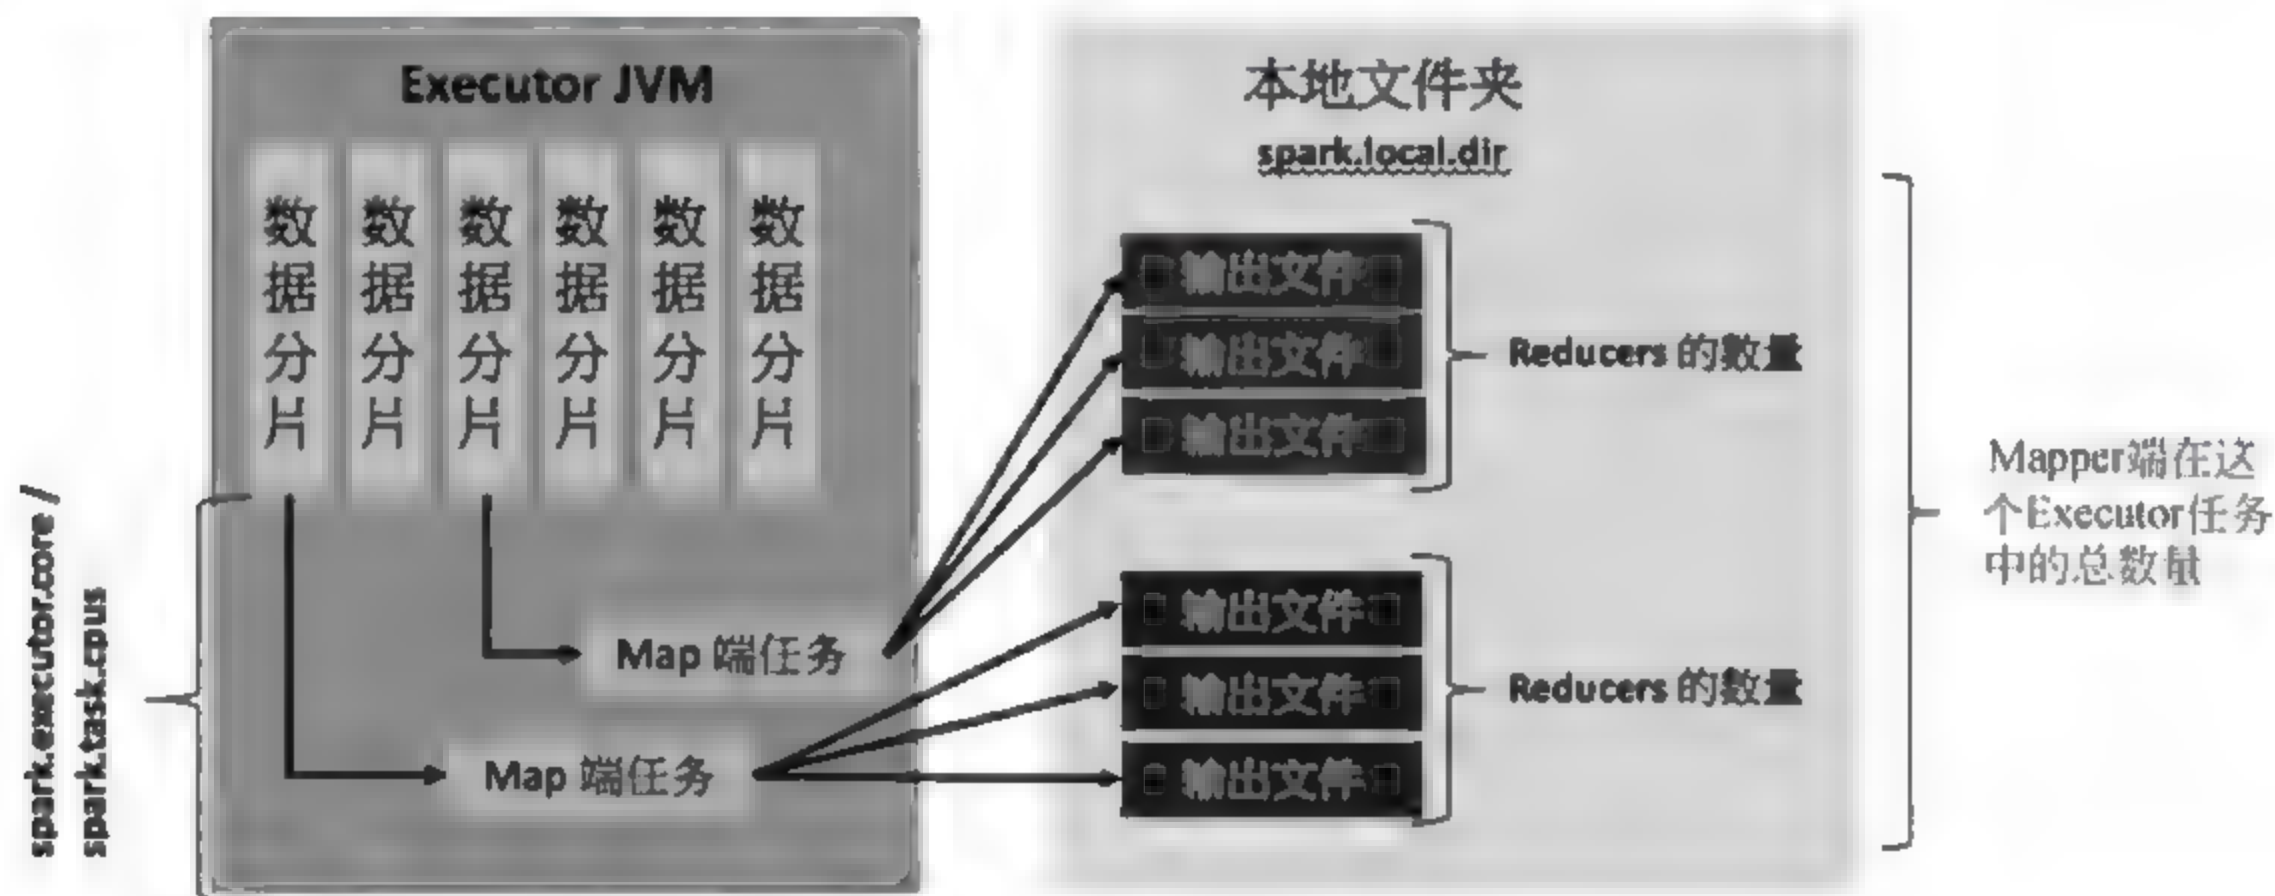 Executor JVM
数据分片
数据分片
数据分片
数据分片
数据分片
数据分片
Map 端任务
Map 端任务
spark.executor.core /
spark.task.cpus
本地文件夹
spark.local.dir
输出文件
输出文件
输出文件
Reducers 的数量
输出文件
输出文件
输出文件
Reducers 的数量
Mapper端在这
个Executor任务
中的总数量